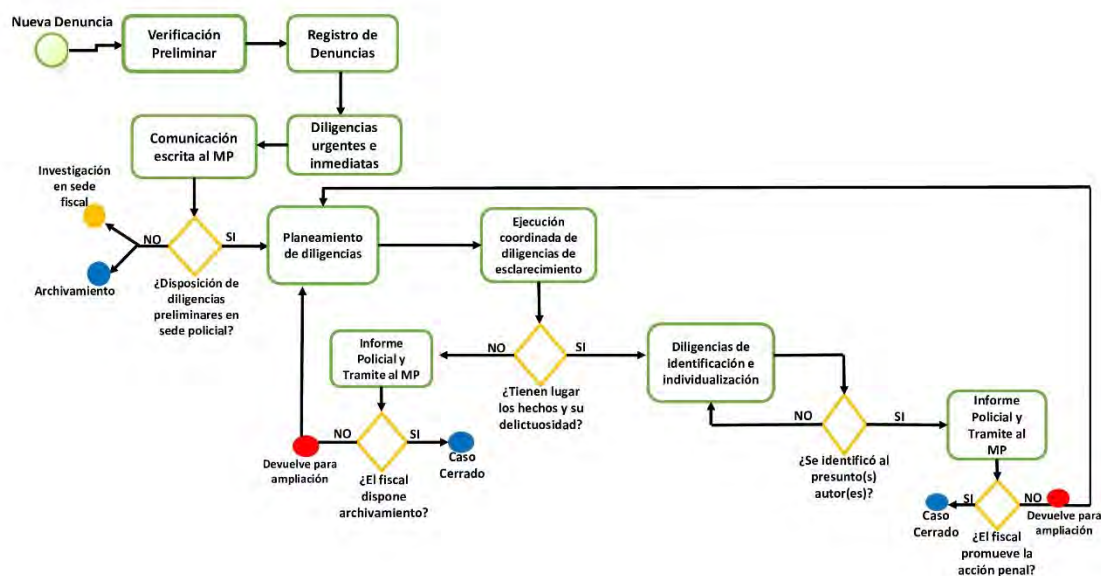 Nueva Denuncia
Verificación
Preliminar
Registro de
Denuncias
Diligencias
urgentes e
inmediatas
Comunicación
escrita al MP
Investigación
en sede
fiscal
NO
SI
Archivamiento
¿Disposición de
diligencias
preliminares en
sede policial?
Planeamiento
de diligencias
Ejecución
coordinada de
diligencias de
esclarecimiento
NO
SI
¿Tienen lugar
los hechos y su
delictuosidad?
Informe
Policial y
Tramite al MP
NO
SI
Devuelve para
ampliación
¿El fiscal
dispone
archivamiento?
Caso
Cerrado
Diligencias de
identificación e
individualización
NO
SI
¿Se identificó al
presunto(s)
autor(es)?
Informe
Policial y
Tramite al
MP
SI
NO
Caso
Cerrado
Devuelve para
ampliación
¿El fiscal
promueve la
acción penal?